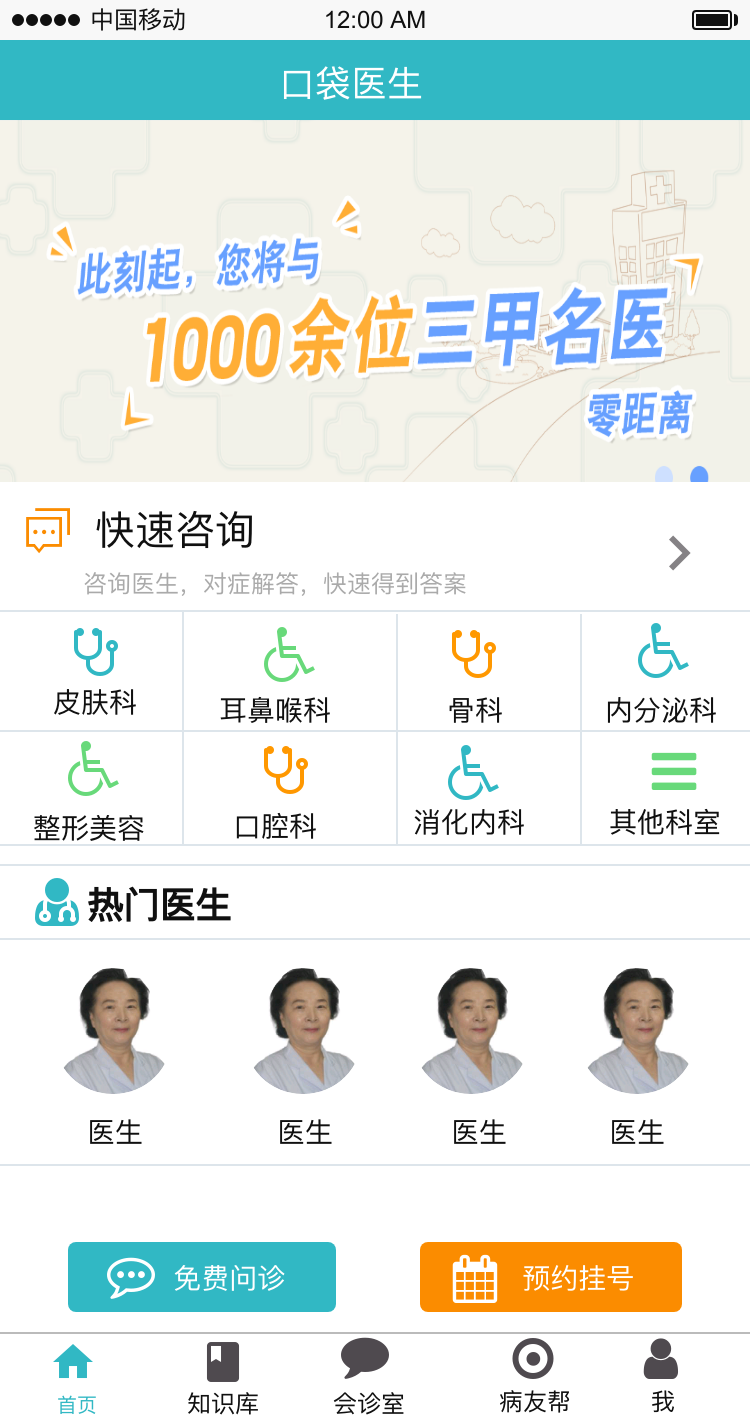 中国移动 12:00 AM
口袋医生
此刻起，您将与
1000余位三甲名医
零距离
快速咨询
咨询医生，对症解答，快速得到答案
皮肤科 耳鼻喉科 骨科 内分泌科
整形美容 口腔科 消化内科 其他科室
热门医生
医生 医生 医生 医生
免费问诊 预约挂号
首页 知识库 会诊室 病友帮 我